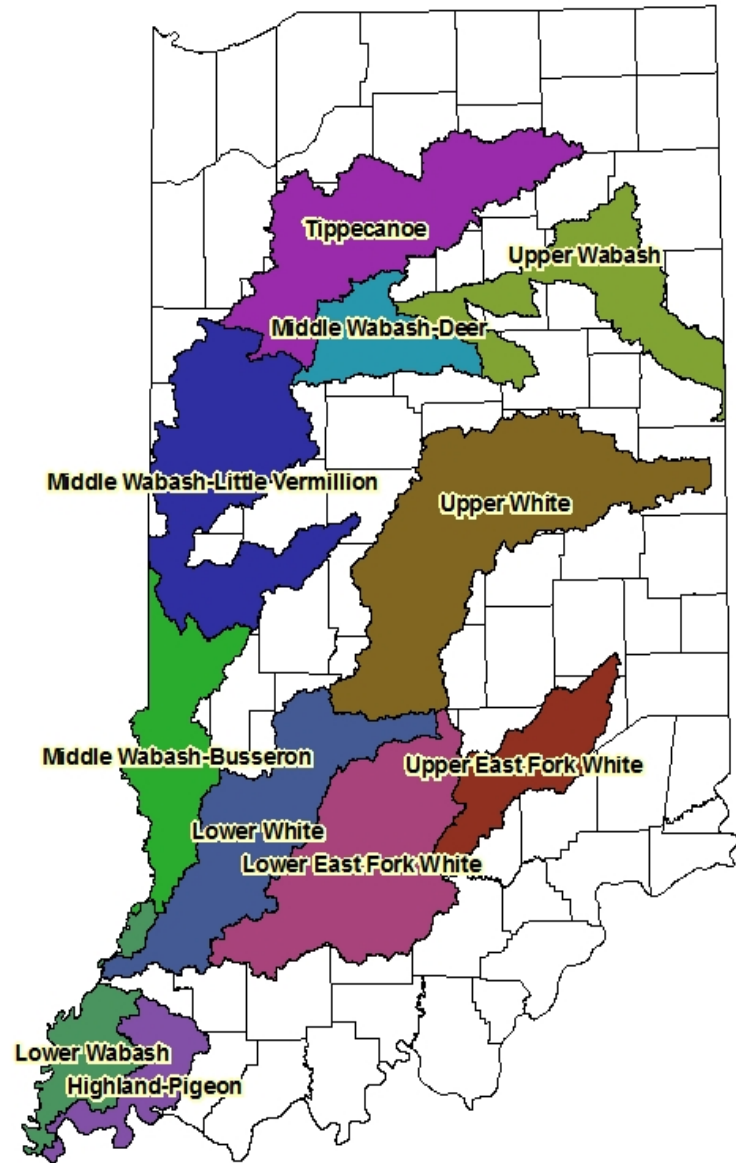 Tippecanoe
Upper Wabash
Middle Wabash-Deer
Middle Wabash-Little Vermillion
Upper White
Middle Wabash-Busseron
Upper East Fork White
Lower White
Lower East Fork White
Lower Wabash
Highland-Pigeon